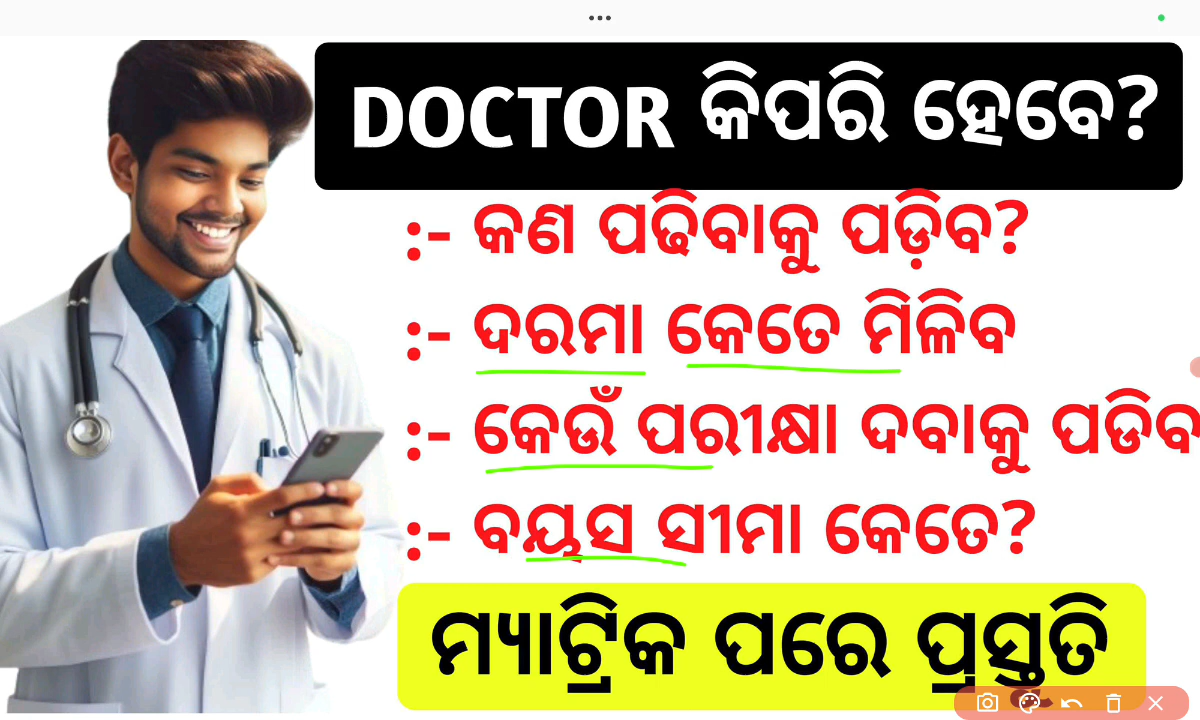 DOCTOR କିପରି ହେବେ?
:- କଣ ପଢିବାକୁ ପଡ଼ିବ?
:- ଦରମା କେତେ ମିଳିବ
:- କେଉଁ ପରୀକ୍ଷା ଦବାକୁ ପଡିବ
:- ବୟସ ସୀମା କେତେ?
ମ୍ୟାଟ୍ରିକ ପରେ ପ୍ରସ୍ତୁତି